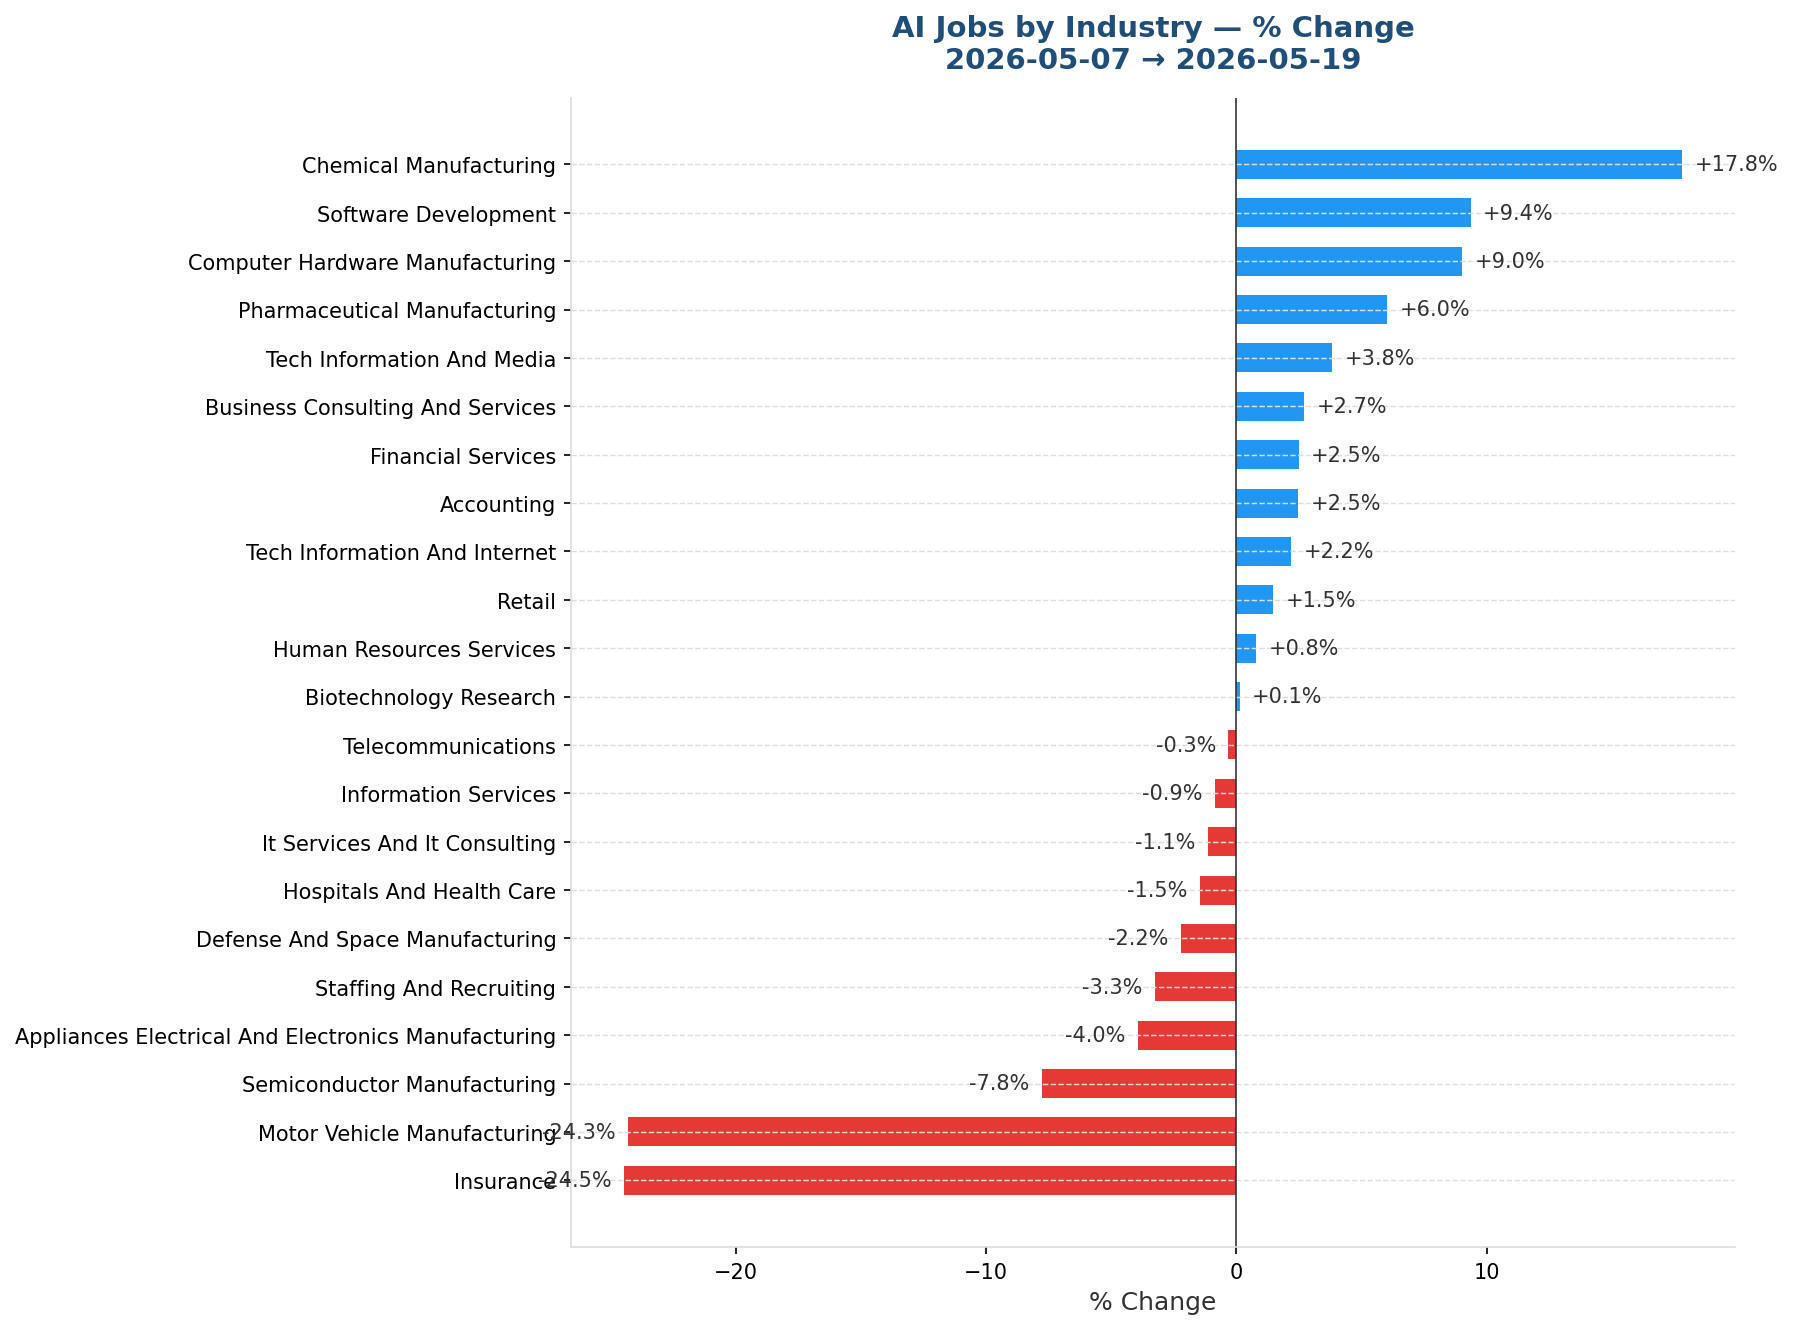 AI Jobs by Industry — % Change
2026-05-07 → 2026-05-19
Chemical Manufacturing +17.8%
Software Development +9.4%
Computer Hardware Manufacturing +9.0%
Pharmaceutical Manufacturing +6.0%
Tech Information And Media +3.8%
Business Consulting And Services +2.7%
Financial Services +2.5%
Accounting +2.5%
Tech Information And Internet +2.2%
Retail +1.5%
Human Resources Services +0.8%
Biotechnology Research +0.1%
Telecommunications -0.3%
Information Services -0.9%
It Services And It Consulting -1.1%
Hospitals And Health Care -1.5%
Defense And Space Manufacturing -2.2%
Staffing And Recruiting -3.3%
Appliances Electrical And Electronics Manufacturing -4.0%
Semiconductor Manufacturing -7.8%
Motor Vehicle Manufacturing -24.3%
Insurance -24.5%
−20 −10 0 10
% Change